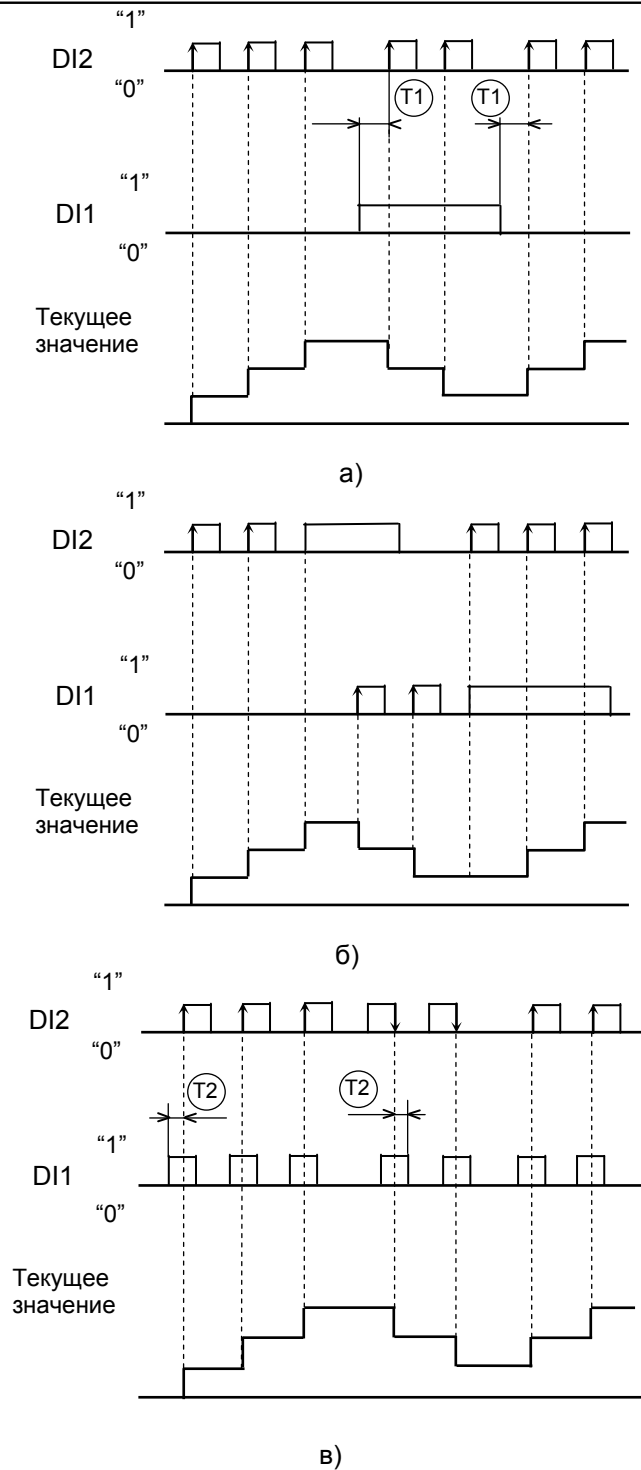 “1”
DI2
“0”
T1 T1
“1”
DI1
“0”
Текущее
значение
а)
“1”
DI2
“0”
“1”
DI1
“0”
Текущее
значение
б)
“1”
DI2
“0”
T2 T2
“1”
DI1
“0”
Текущее
значение
в)